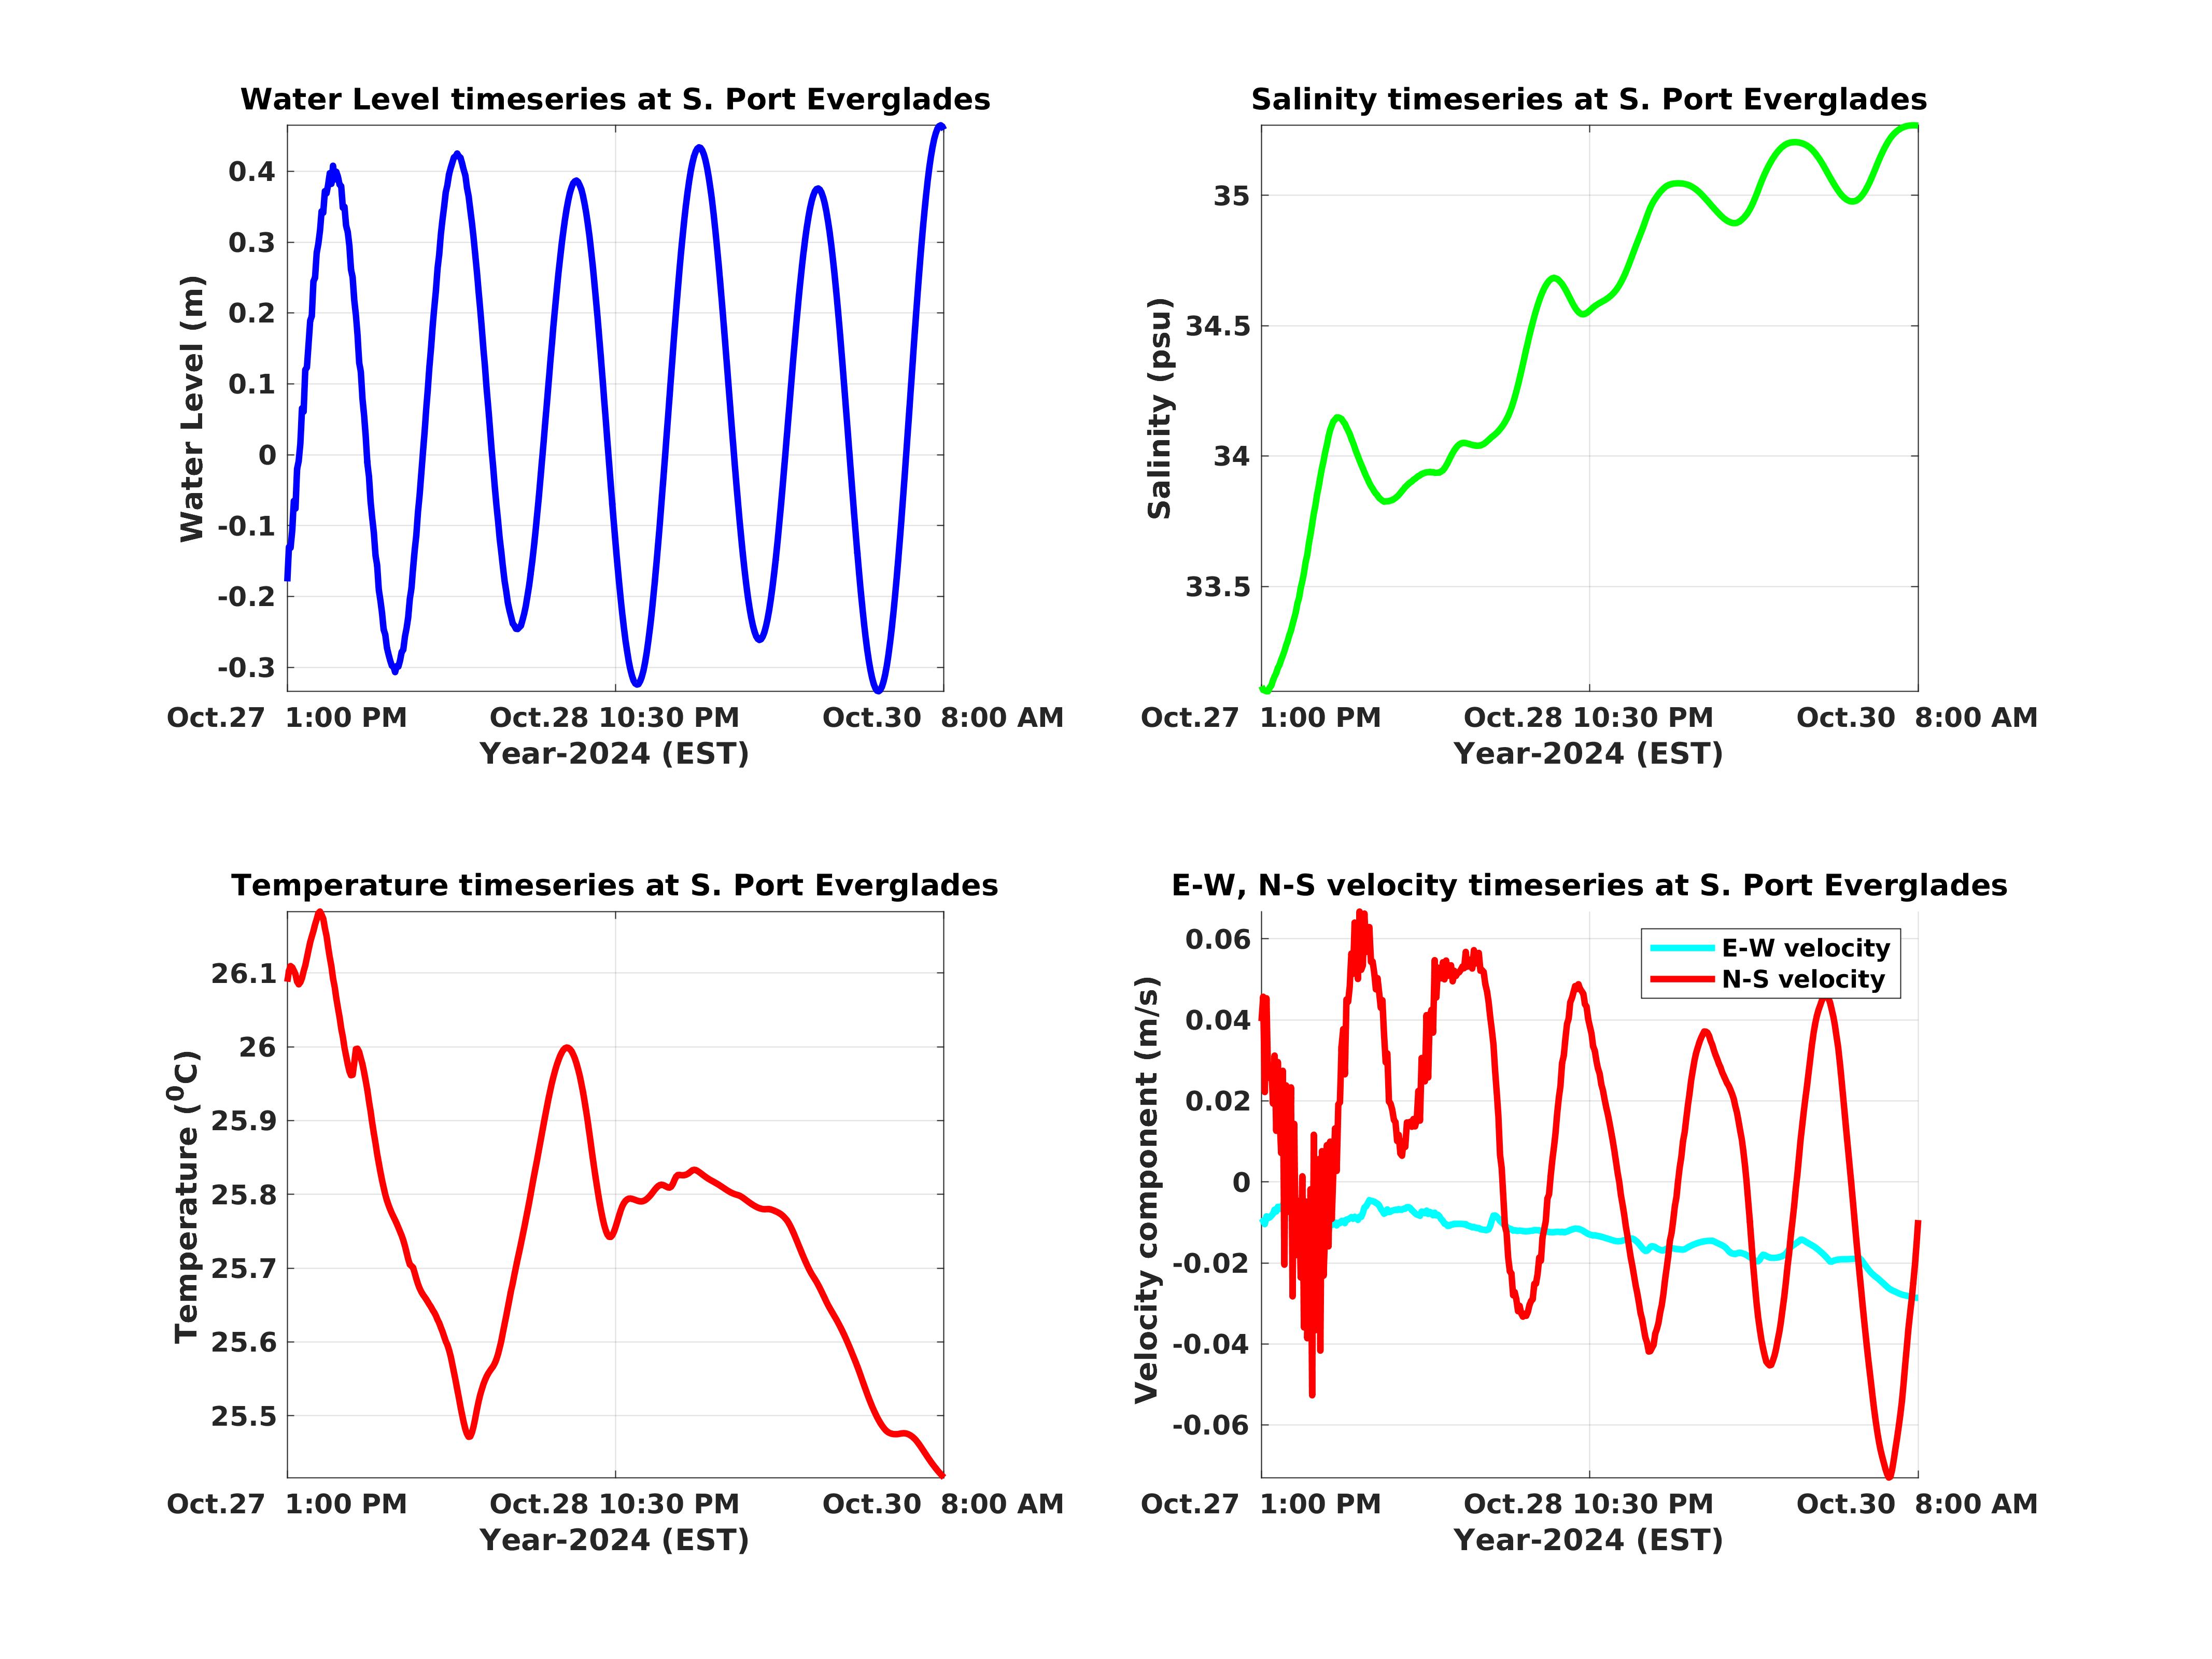 Water Level timeseries at S. Port Everglades
Water Level (m)
0.4
0.3
0.2
0.1
0
-0.1
-0.2
-0.3
Oct.27 1:00 PM Oct.28 10:30 PM Oct.30 8:00 AM
Year-2024 (EST)
Salinity timeseries at S. Port Everglades
Salinity (psu)
35
34.5
34
33.5
Oct.27 1:00 PM Oct.28 10:30 PM Oct.30 8:00 AM
Year-2024 (EST)
Temperature timeseries at S. Port Everglades
Temperature (⁰C)
26.1
26
25.9
25.8
25.7
25.6
25.5
Oct.27 1:00 PM Oct.28 10:30 PM Oct.30 8:00 AM
Year-2024 (EST)
E-W, N-S velocity timeseries at S. Port Everglades
Velocity component (m/s)
0.06
0.04
0.02
0
-0.02
-0.04
-0.06
E-W velocity
N-S velocity
Oct.27 1:00 PM Oct.28 10:30 PM Oct.30 8:00 AM
Year-2024 (EST)